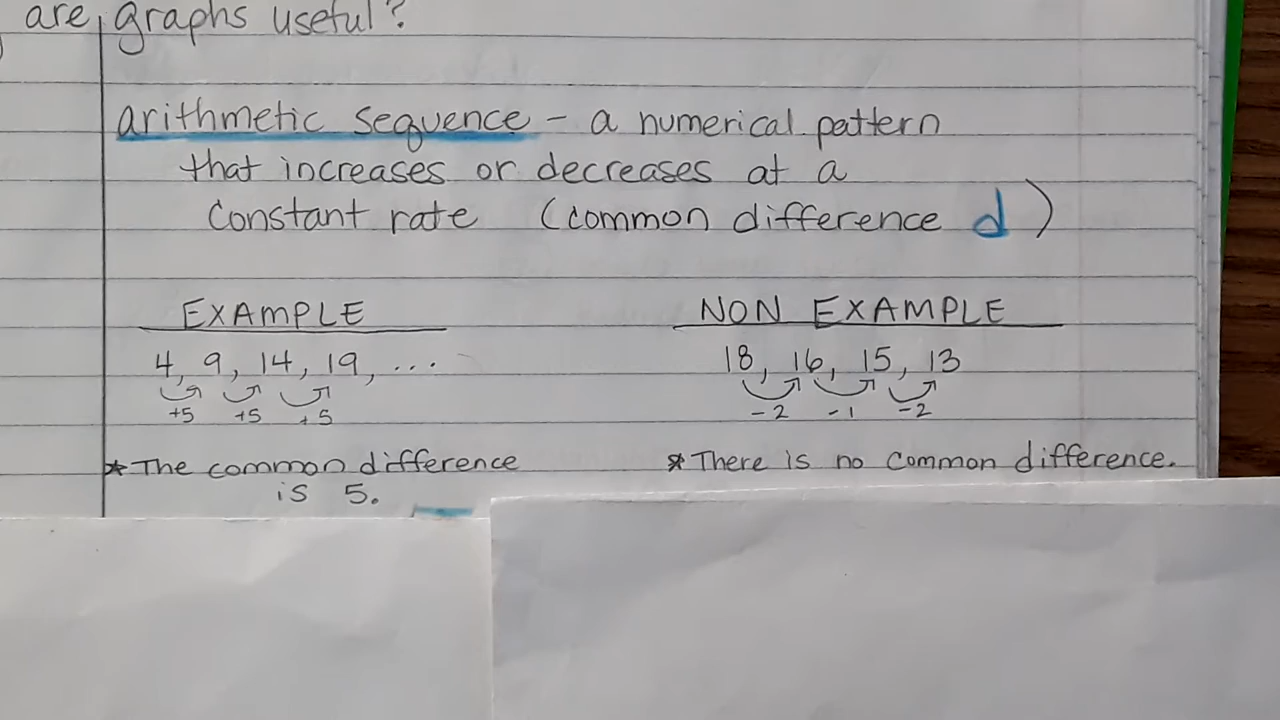 are graphs useful?
arithmetic sequence - a numerical pattern
that increases or decreases at a
constant rate (common difference d)
EXAMPLE
4, 9, 14, 19, ...
+5 +5 +5
* The common difference
is 5.
NON EXAMPLE
18, 16, 15, 13
-2 -1 -2
* There is no common difference.